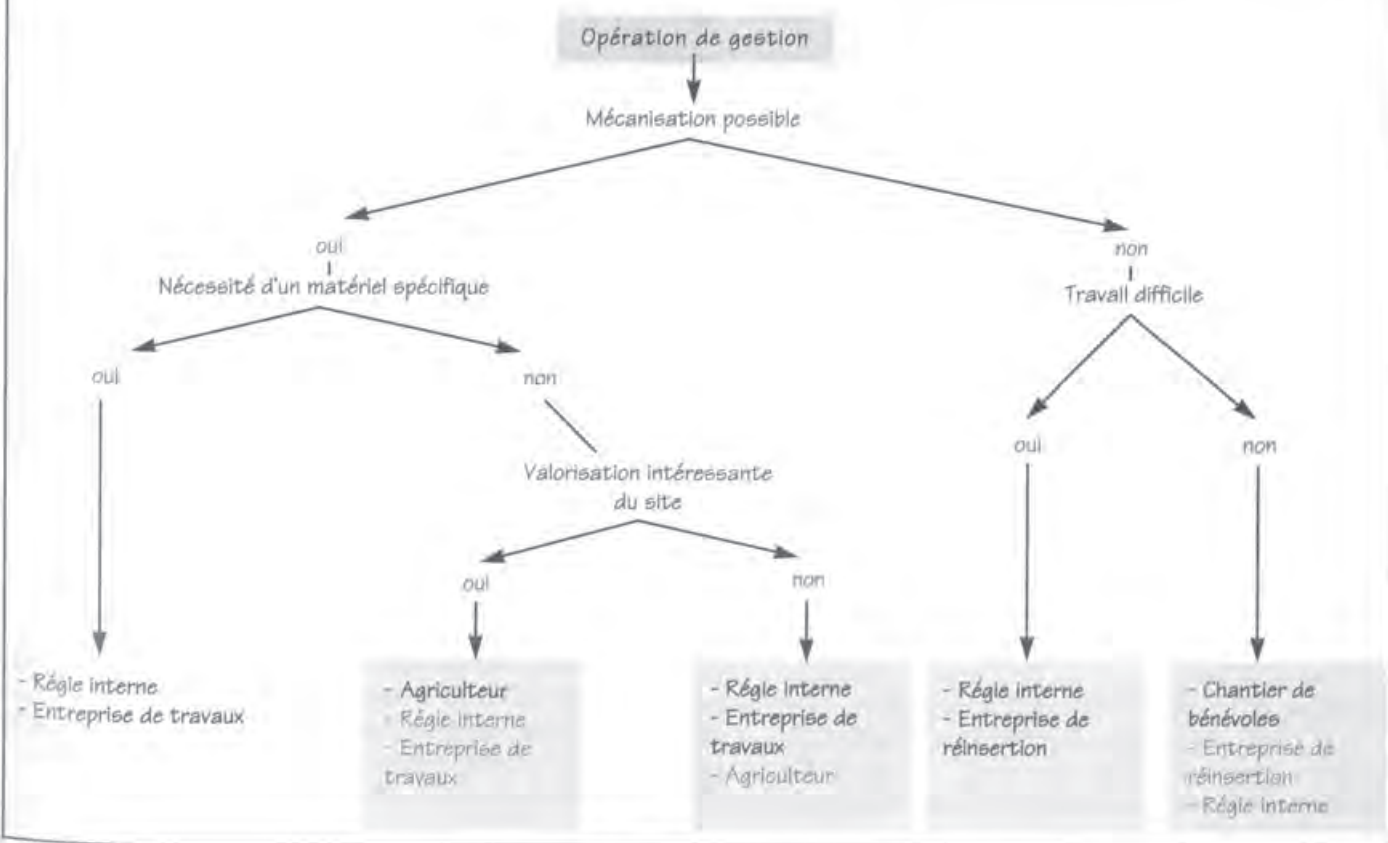 Opération de gestion
Mécanisation possible
oui
non
Nécessité d'un matériel spécifique
Travail difficile
oui
non
oui
non
Valorisation intéressante
du site
oui
non
- Régie interne
- Entreprise de travaux
- Agriculteur
- Régie interne
- Entreprise de
travaux
- Régie interne
- Entreprise de
travaux
- Agriculteur
- Régie interne
- Entreprise de
réinsertion
- Chantier de
bénévoles
- Entreprise de
réinsertion
- Régie interne